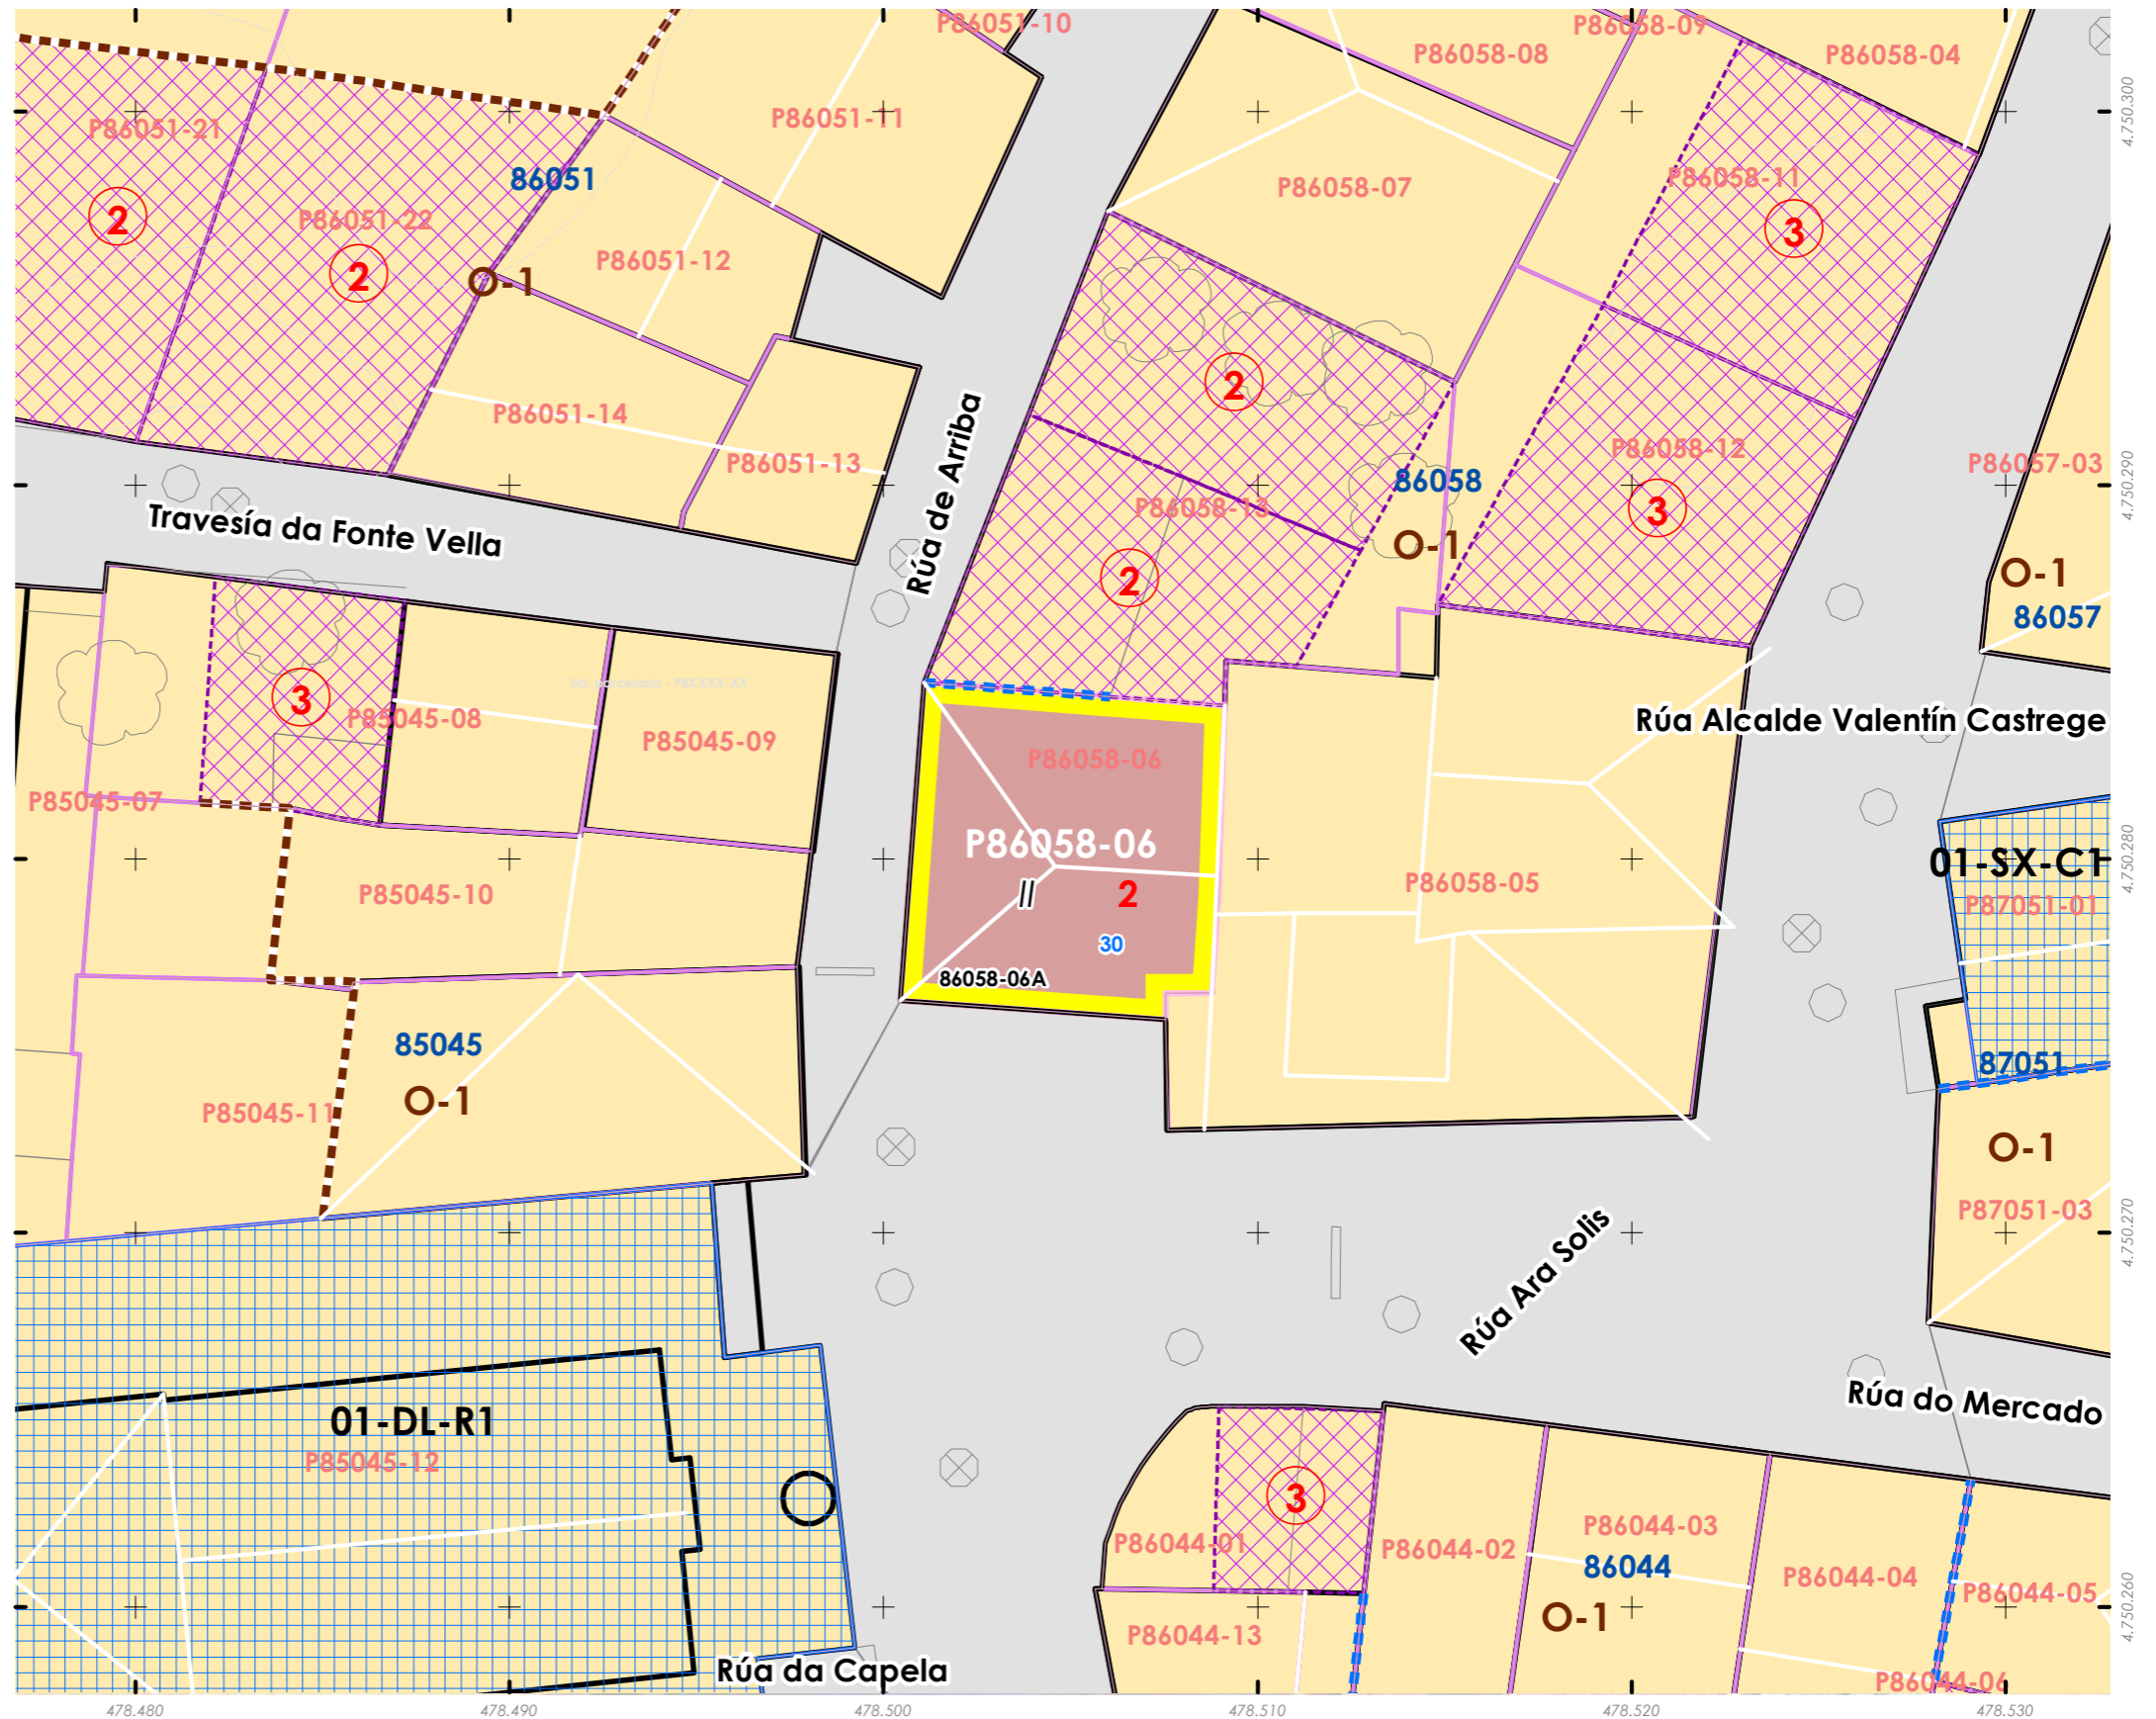 P86051-10
P86058-09
P86058-08
P86058-04
P86051-21
P86051-11
4.750.300
86051
P86058-07
P86058-11
2
P86051-22
3
2
O-1
P86051-12
2
P86051-14
P86058-12
P86051-13
Rúa de Arriba
86058
P86057-03
4.750.290
P86058-13
3
Travesía da Fonte Vella
O-1
2
O-1
86057
Ud. parcelaria - P8XXXX-XX
3
P85045-08
P85045-09
Rúa Alcalde Valentín Castrege
P86058-06
P85045-07
P86058-06
4.750.280
01-SX-C1
II
2
P85045-10
P86058-05
P87051-01
30
86058-06A
85045
87051
O-1
P85045-11
O-1
P87051-03
4.750.270
Rúa Ara Solis
Rúa do Mercado
01-DL-R1
P85045-12
3
P86044-01
P86044-02
P86044-03
86044
P86044-04
P86044-05
O-1
4.750.260
P86044-13
Rúa da Capela
P86044-06
478.480
478.490
478.500
478.510
478.520
478.530